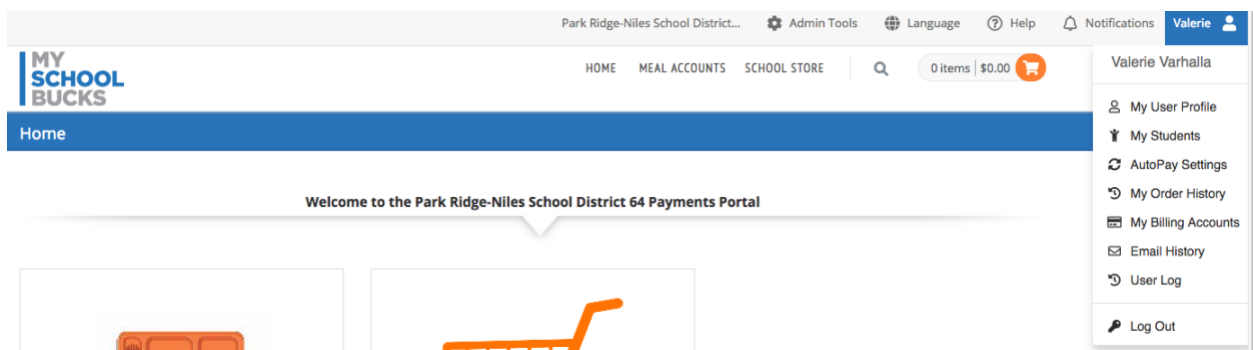 Park Ridge-Niles School District... Admin Tools Language Help Notifications Valerie
MY
SCHOOL
BUCKS
HOME MEAL ACCOUNTS SCHOOL STORE 0 items $0.00
Home
Welcome to the Park Ridge-Niles School District 64 Payments Portal
Valerie Varhalla
My User Profile
My Students
AutoPay Settings
My Order History
My Billing Accounts
Email History
User Log
Log Out